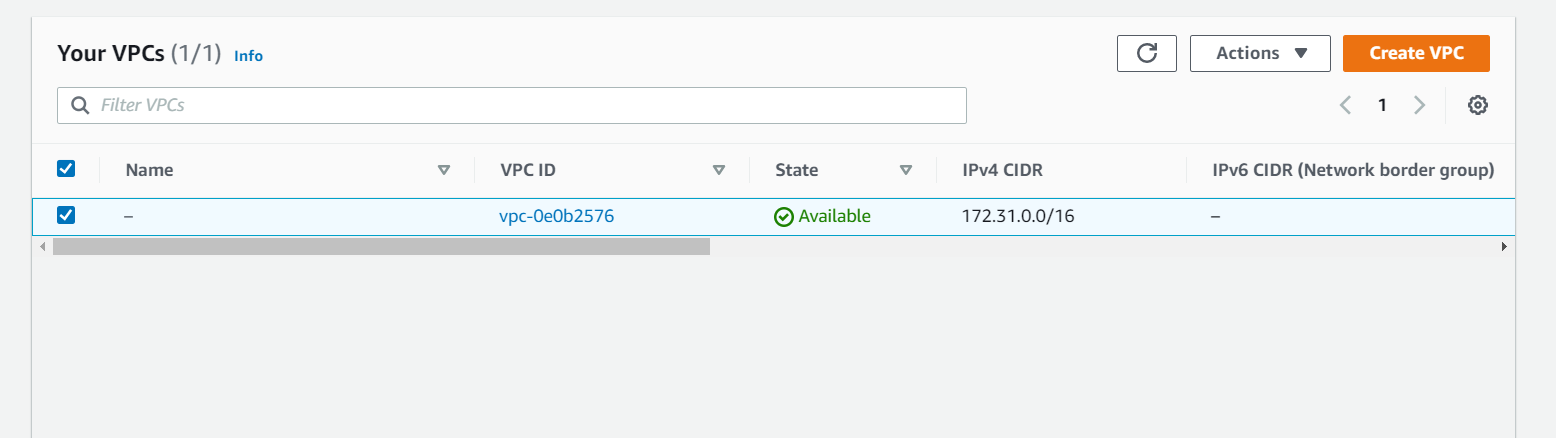 Your VPCs (1/1) Info Actions Create VPC
Filter VPCs 1
Name VPC ID State IPv4 CIDR IPv6 CIDR (Network border group)
– vpc-0e0b2576 Available 172.31.0.0/16 –